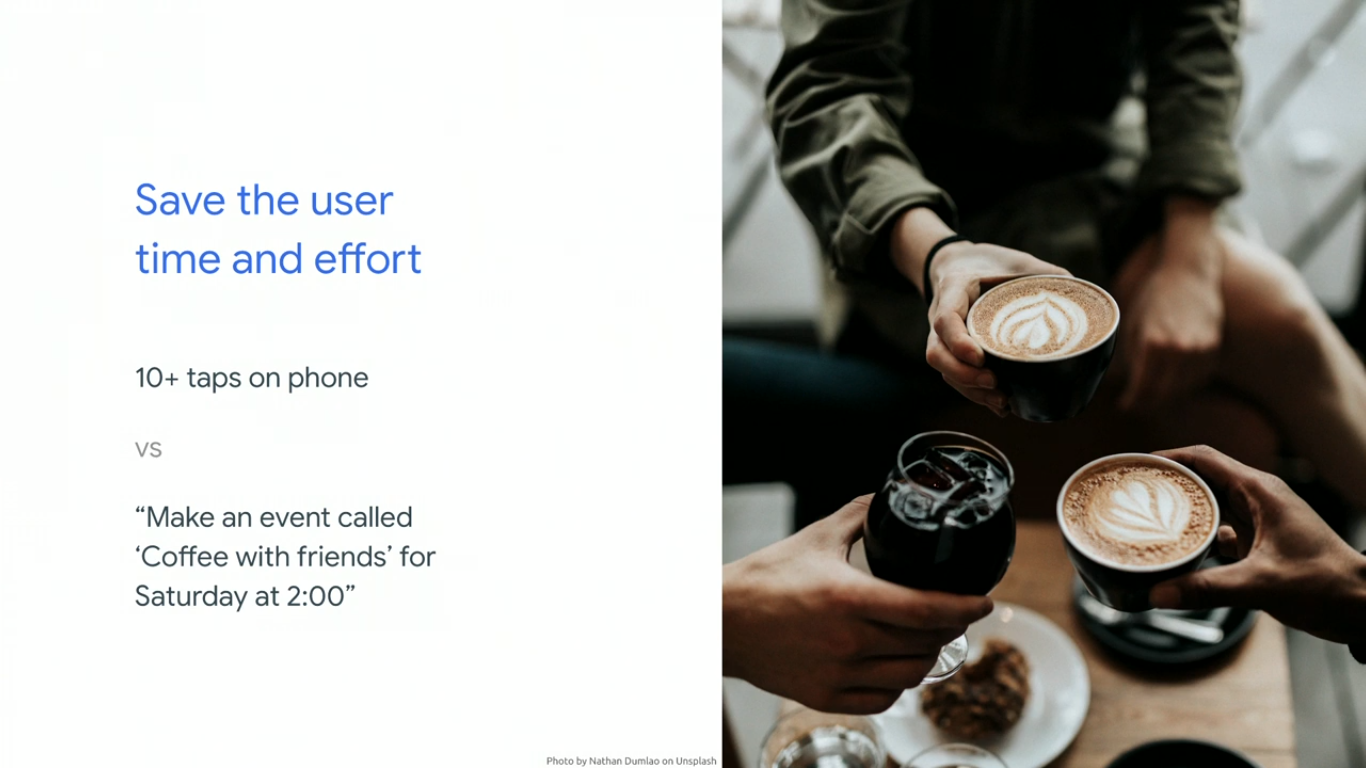 Save the user
time and effort
10+ taps on phone
vs
“Make an event called
‘Coffee with friends’ for
Saturday at 2:00”
Photo by Nathan Dumlao on Unsplash